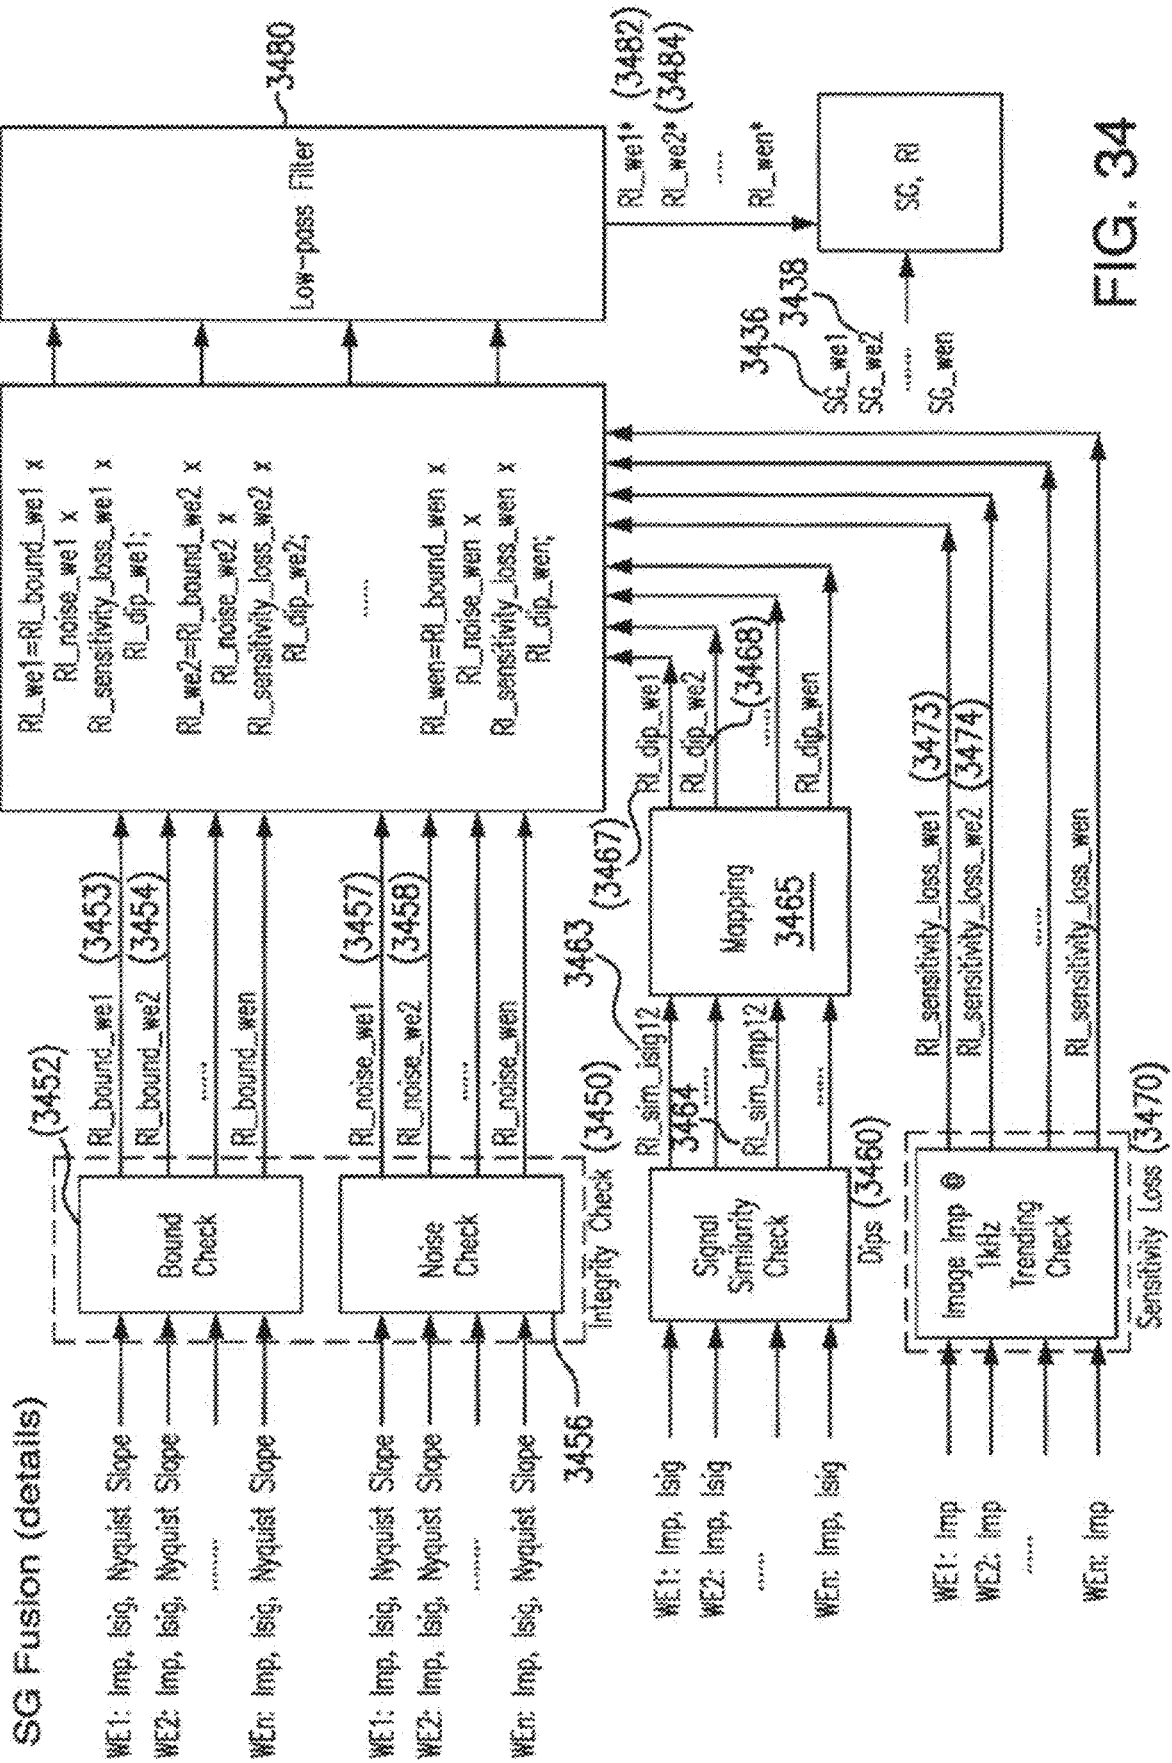 SG Fusion (details)
WE1: Imp, Isig, Nyquist Slope
WE2: Imp, Isig, Nyquist Slope
......
WEn: Imp, Isig, Nyquist Slope
(3452)
Bound
Check
RI_bound_we1
(3453)
RI_bound_we2
(3454)
......
RI_bound_wen
WE1: Imp, Isig, Nyquist Slope
WE2: Imp, Isig, Nyquist Slope
......
WEn: Imp, Isig, Nyquist Slope
3456
Noise
Check
Integrity Check (3450)
RI_noise_we1
(3457)
RI_noise_we2
(3458)
......
RI_noise_wen
WE1: Imp, Isig
WE2: Imp, Isig
......
WEn: Imp, Isig
Signal
Similarity
Check
Dips (3460)
RI_sim_isig12
3463
......
3464
RI_sim_imp12
......
Mapping
3465
(3467)
RI_dip_we1
RI_dip_we2
(3468)
......
RI_dip_wen
WE1: Imp
WE2: Imp
......
WEn: Imp
Image Imp @
1kHz
Trending
Check
Sensitivity Loss (3470)
RI_sensitivity_loss_we1
(3473)
RI_sensitivity_loss_we2
(3474)
......
RI_sensitivity_loss_wen
RI_we1=RI_bound_we1 x
RI_noise_we1 x
RI_sensitivity_loss_we1 x
RI_dip_we1;
RI_we2=RI_bound_we2 x
RI_noise_we2 x
RI_sensitivity_loss_we2 x
RI_dip_we2;
......
RI_wen=RI_bound_wen x
RI_noise_wen x
RI_sensitivity_loss_wen x
RI_dip_wen;
Low-pass Filter
3480
RI_we1* (3482)
RI_we2* (3484)
......
RI_wen*
3436
3438
SG_we1
SG_we2
......
SG_wen
SG, RI
FIG. 34